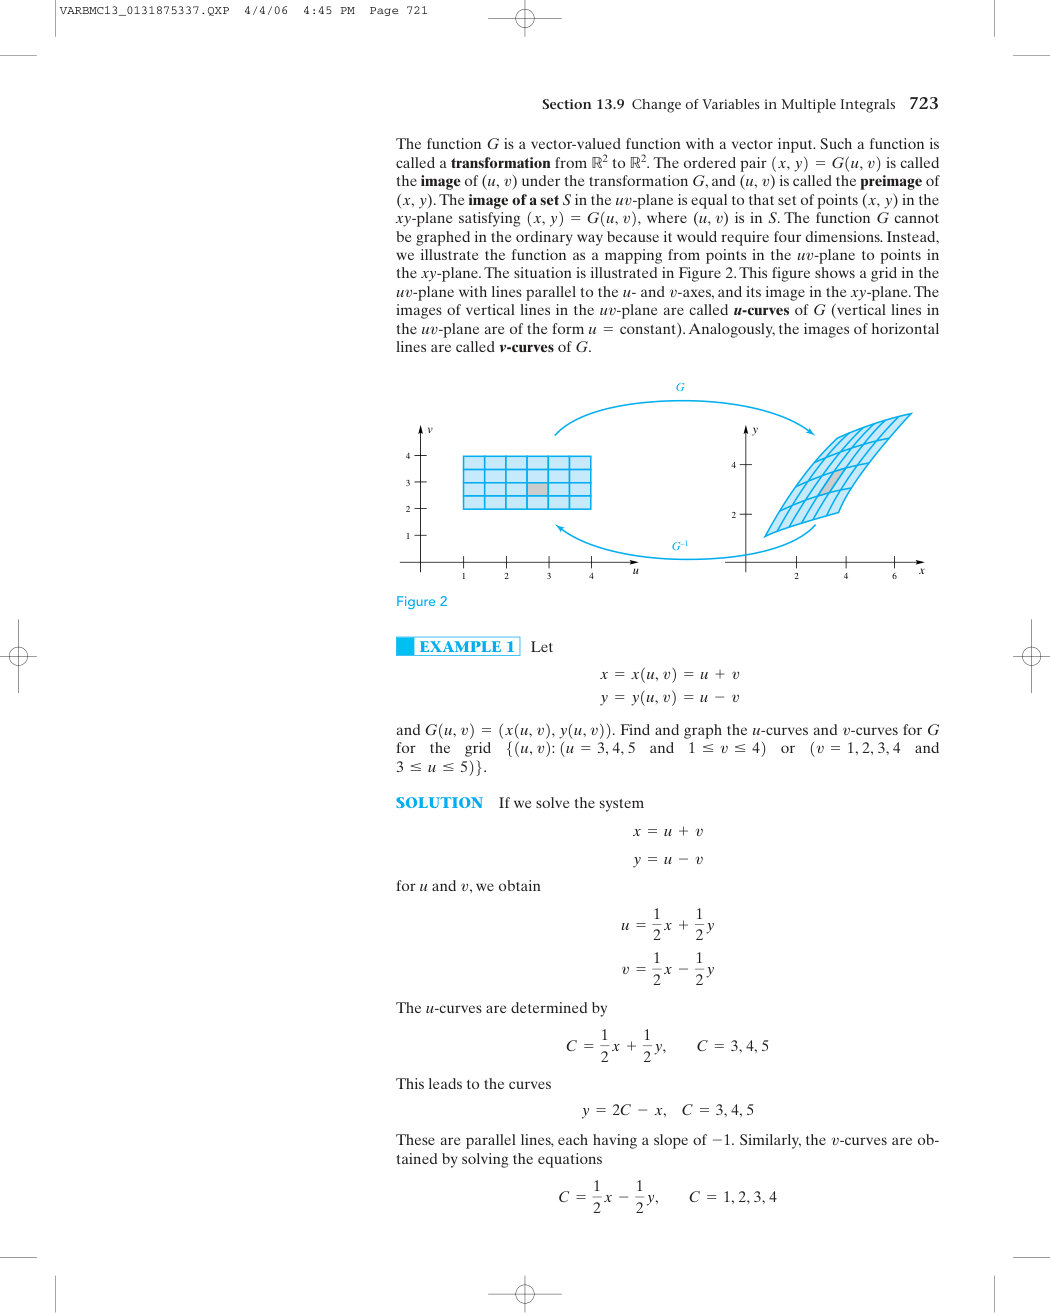 VARBMC13_0131875337.QXP 4/4/06 4:45 PM Page 721
Section 13.9 Change of Variables in Multiple Integrals 723
The function G is a vector-valued function with a vector input. Such a function is
called a transformation from ℝ² to ℝ². The ordered pair (x, y) = G(u, v) is called
the image of (u, v) under the transformation G, and (u, v) is called the preimage of
(x, y). The image of a set S in the uv-plane is equal to that set of points (x, y) in the
xy-plane satisfying (x, y) = G(u, v), where (u, v) is in S. The function G cannot
be graphed in the ordinary way because it would require four dimensions. Instead,
we illustrate the function as a mapping from points in the uv-plane to points in
the xy-plane. The situation is illustrated in Figure 2. This figure shows a grid in the
uv-plane with lines parallel to the u- and v-axes, and its image in the xy-plane. The
images of vertical lines in the uv-plane are called u-curves of G (vertical lines in
the uv-plane are of the form u = constant). Analogously, the images of horizontal
lines are called v-curves of G.
G
v
4
3
2
1
1 2 3 4 u
y
4
2
2 4 6 x
G⁻¹
Figure 2
EXAMPLE 1 Let
x = x(u, v) = u + v
y = y(u, v) = u − v
and G(u, v) = (x(u, v), y(u, v)). Find and graph the u-curves and v-curves for G
for the grid {(u, v): (u = 3, 4, 5 and 1 ≤ v ≤ 4) or (v = 1, 2, 3, 4 and
3 ≤ u ≤ 5)}.
SOLUTION If we solve the system
x = u + v
y = u − v
for u and v, we obtain
u = 1/2 x + 1/2 y
v = 1/2 x − 1/2 y
The u-curves are determined by
C = 1/2 x + 1/2 y, C = 3, 4, 5
This leads to the curves
y = 2C − x, C = 3, 4, 5
These are parallel lines, each having a slope of −1. Similarly, the v-curves are ob-
tained by solving the equations
C = 1/2 x − 1/2 y, C = 1, 2, 3, 4